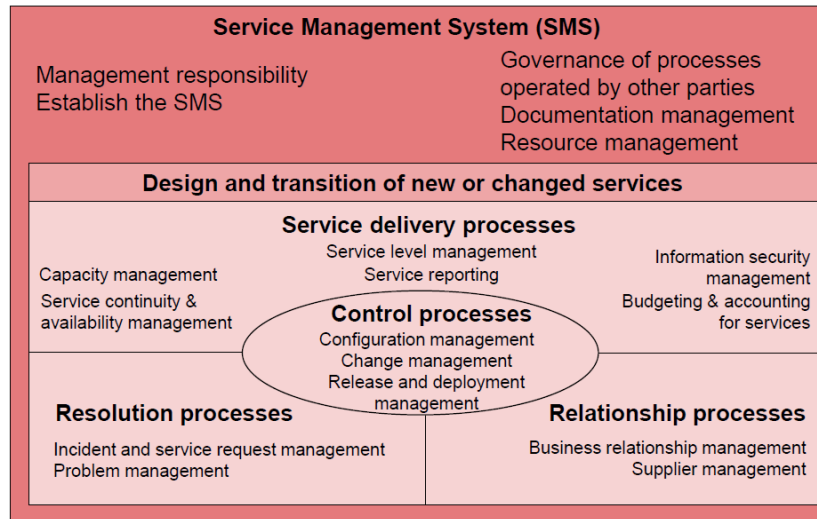 Service Management System (SMS)
Management responsibility
Establish the SMS
Governance of processes
operated by other parties
Documentation management
Resource management
Design and transition of new or changed services
Service delivery processes
Capacity management
Service continuity &
availability management
Service level management
Service reporting
Information security
management
Budgeting & accounting
for services
Control processes
Configuration management
Change management
Release and deployment
management
Resolution processes
Incident and service request management
Problem management
Relationship processes
Business relationship management
Supplier management